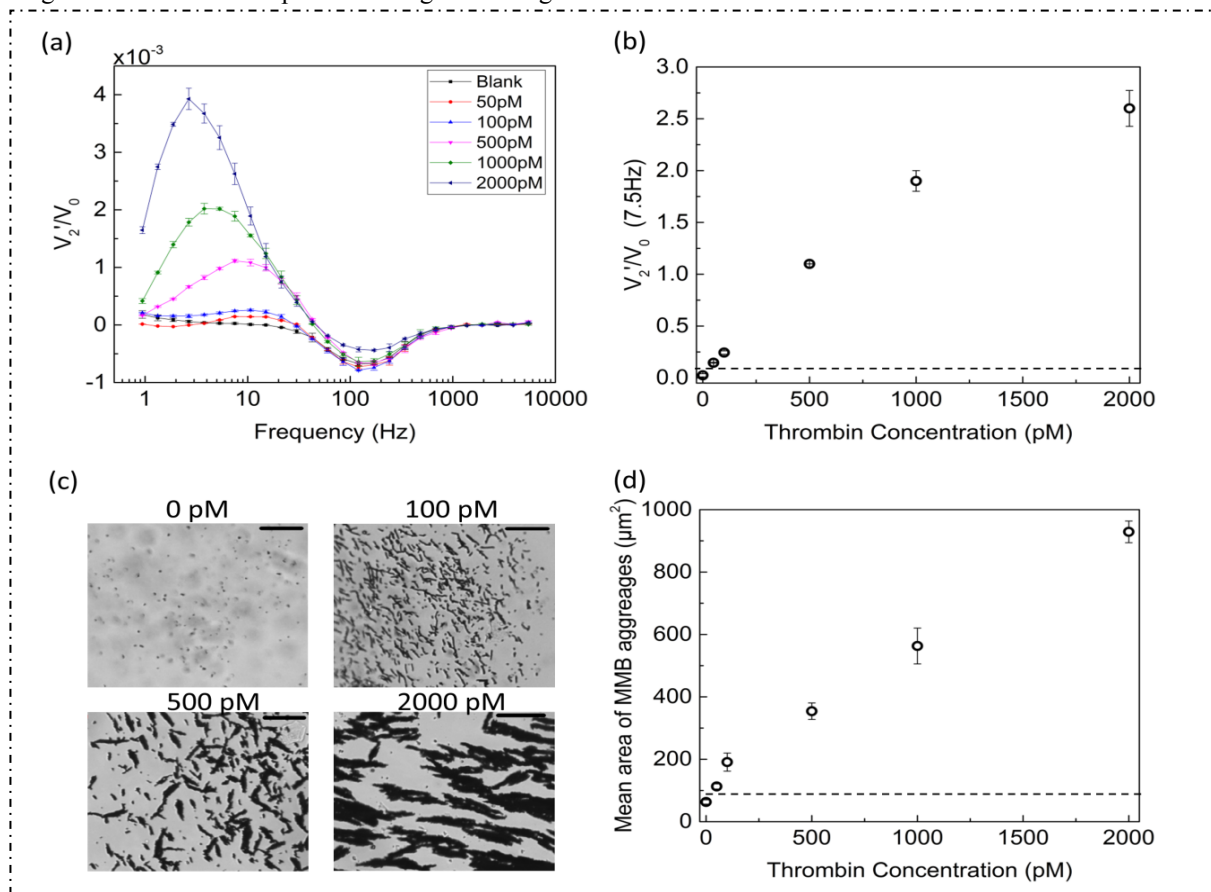 (a)
x10⁻³
4
3
2
1
0
-1
V₂'/V₀
1
10
100
1000
10000
Frequency (Hz)
Blank
50pM
100pM
500pM
1000pM
2000pM
(b)
3.0
2.5
2.0
1.5
1.0
0.5
0.0
V₂'/V₀ (7.5Hz)
0
500
1000
1500
2000
Thrombin Concentration (pM)
(c)
0 pM
100 pM
500 pM
2000 pM
(d)
1000
800
600
400
200
0
Mean area of MMB aggreages (µm²)
0
500
1000
1500
2000
Thrombin Concentration (pM)